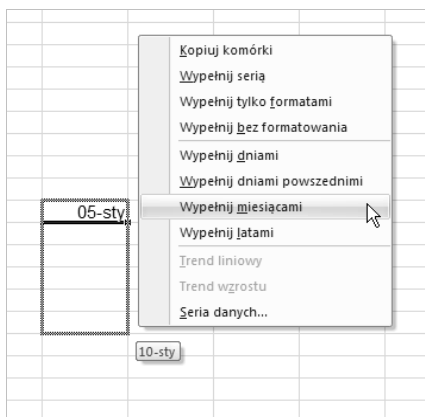 Kopiuj komórki
Wypełnij serią
Wypełnij tylko formatami
Wypełnij bez formatowania
Wypełnij dniami
Wypełnij dniami powszednimi
05-sty
Wypełnij miesiącami
Wypełnij latami
Trend liniowy
Trend wzrostu
Seria danych...
10-sty